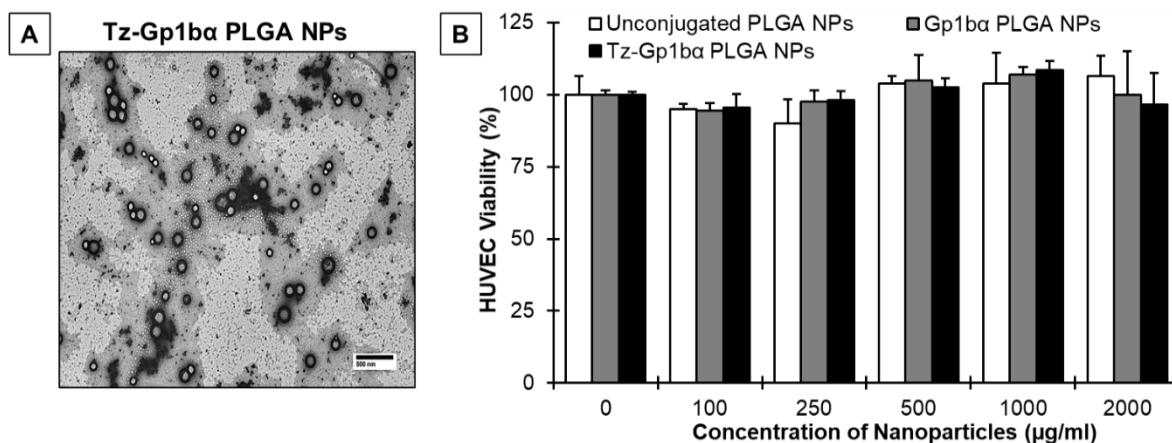 A
Tz-Gp1bα PLGA NPs
500 nm
B
Unconjugated PLGA NPs
Gp1bα PLGA NPs
Tz-Gp1bα PLGA NPs
HUVEC Viability (%)
125
100
75
50
25
0
0 100 250 500 1000 2000
Concentration of Nanoparticles (µg/ml)